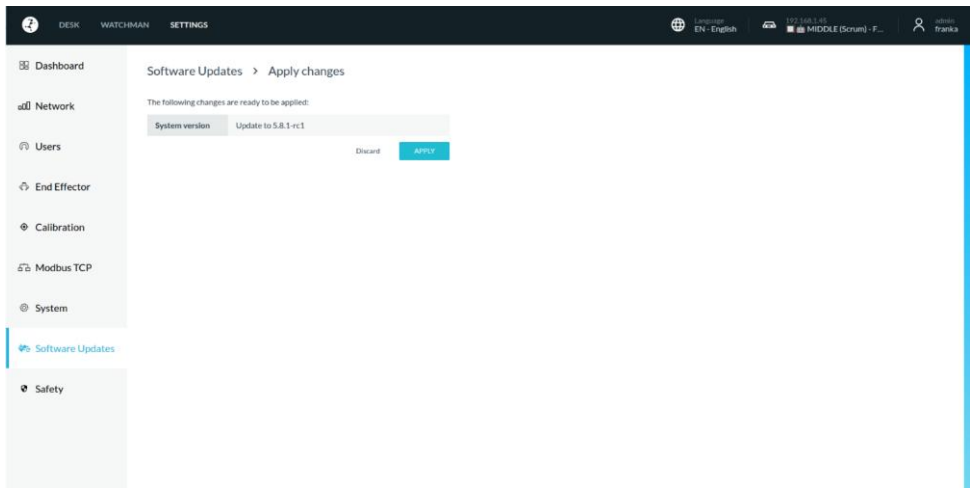 DESK WATCHMAN SETTINGS
Language
EN - English
192.168.1.45
MIDDLE (Scrum) - F...
admin
franka
Dashboard
Network
Users
End Effector
Calibration
Modbus TCP
System
Software Updates
Safety
Software Updates > Apply changes
The following changes are ready to be applied:
System version Update to 5.8.1-rc1
Discard APPLY